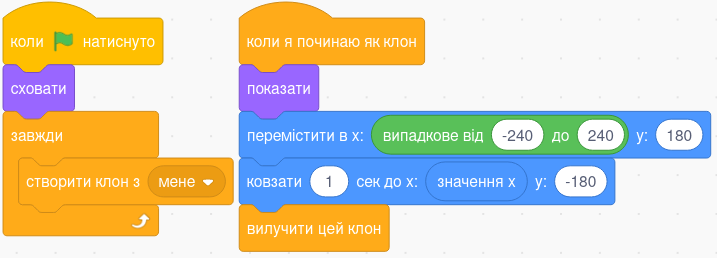 коли натиснуто
сховати
завжди
створити клон з мене
коли я починаю як клон
показати
перемістити в x: випадкове від -240 до 240 y: 180
ковзати 1 сек до x: значення x y: -180
вилучити цей клон